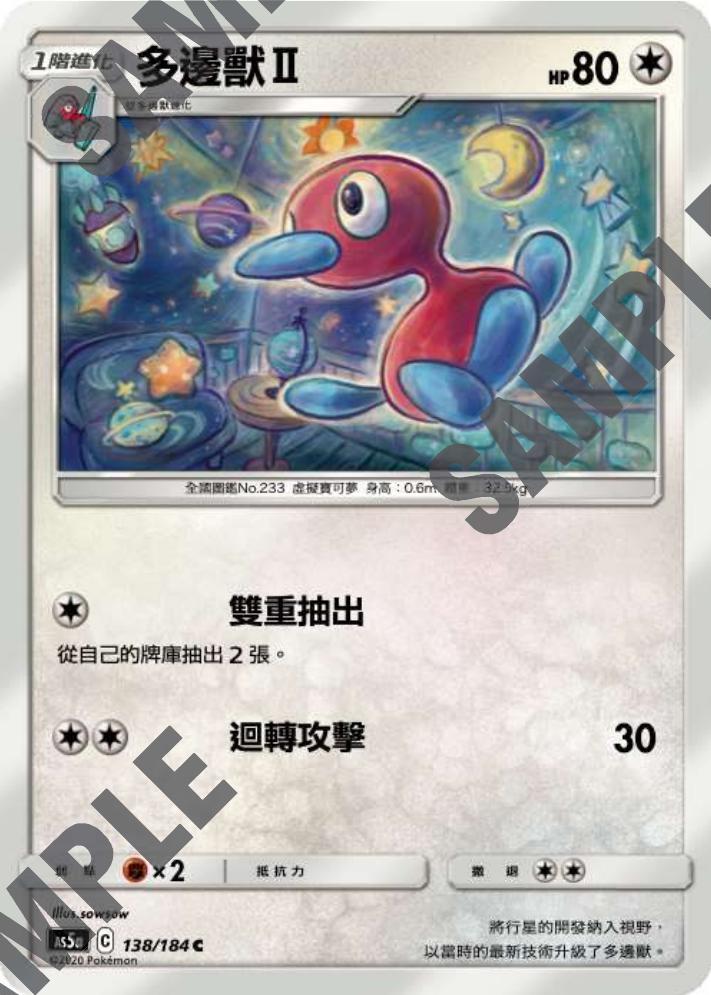 SAMPLE
1階進化 多邊獸Ⅱ HP80
從多邊獸進化
全國圖鑑No.233 虛擬寶可夢 身高：0.6m 體重：32.5kg
SAMPLE
雙重抽出
從自己的牌庫抽出2張。
迴轉攻擊 30
弱點 ×2 抵抗力 撤退
SAMPLE
Illus.sowsow
C 138/184 C
©2020 Pokémon
將行星的開發納入視野，
以當時的最新技術升級了多邊獸。